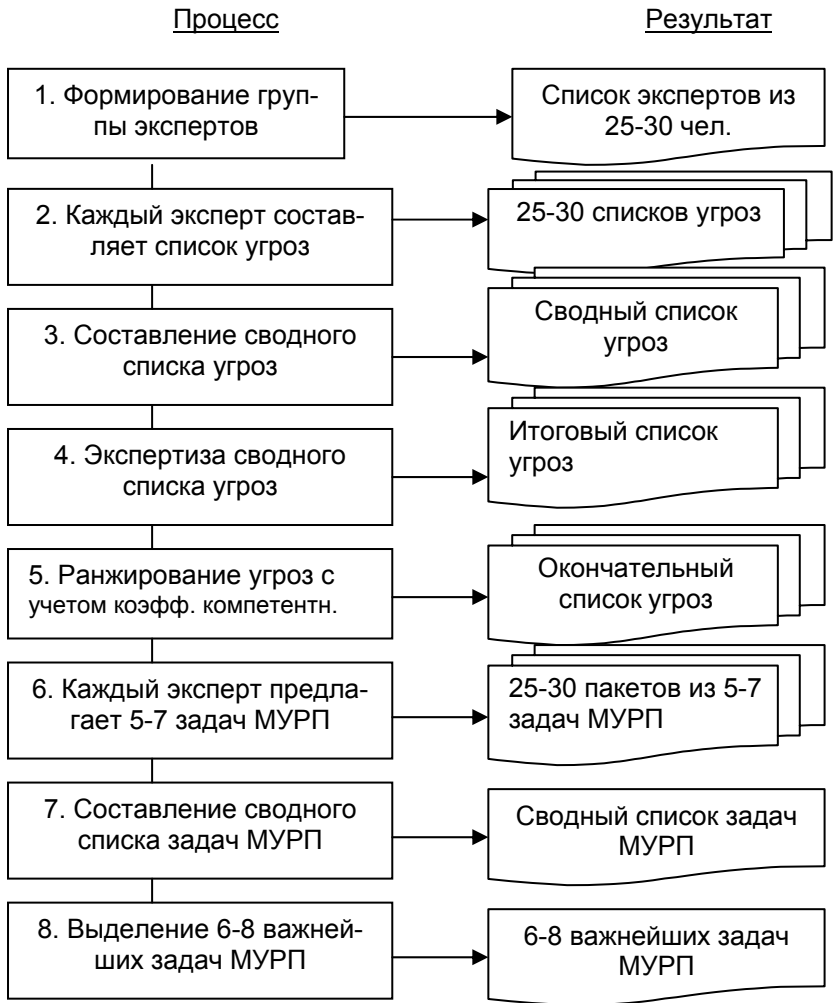 Процесс
Результат
1. Формирование груп-
пы экспертов
Список экспертов из
25-30 чел.
2. Каждый эксперт состав-
ляет список угроз
25-30 списков угроз
3. Составление сводного
списка угроз
Сводный список
угроз
4. Экспертиза сводного
списка угроз
Итоговый список
угроз
5. Ранжирование угроз с
учетом коэфф. компетентн.
Окончательный
список угроз
6. Каждый эксперт предла-
гает 5-7 задач МУРП
25-30 пакетов из 5-7
задач МУРП
7. Составление сводного
списка задач МУРП
Сводный список задач
МУРП
8. Выделение 6-8 важней-
ших задач МУРП
6-8 важнейших задач
МУРП